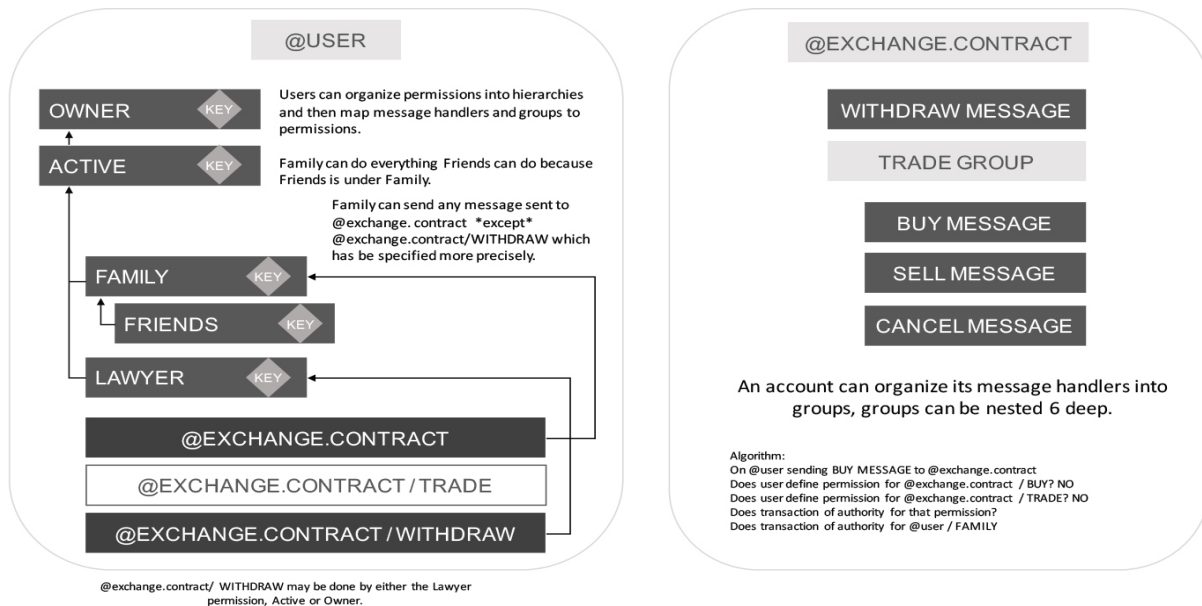 @USER
OWNER KEY
Users can organize permissions into hierarchies
and then map message handlers and groups to
permissions.
ACTIVE KEY
Family can do everything Friends can do because
Friends is under Family.
Family can send any message sent to
@exchange. contract *except*
@exchange.contract/WITHDRAW which
has be specified more precisely.
FAMILY KEY
FRIENDS KEY
LAWYER KEY
@EXCHANGE.CONTRACT
@EXCHANGE.CONTRACT / TRADE
@EXCHANGE.CONTRACT / WITHDRAW
@exchange.contract/ WITHDRAW may be done by either the Lawyer
permission, Active or Owner.
@EXCHANGE.CONTRACT
WITHDRAW MESSAGE
TRADE GROUP
BUY MESSAGE
SELL MESSAGE
CANCEL MESSAGE
An account can organize its message handlers into
groups, groups can be nested 6 deep.
Algorithm:
On @user sending BUY MESSAGE to @exchange.contract
Does user define permission for @exchange.contract / BUY? NO
Does user define permission for @exchange.contract / TRADE? NO
Does transaction of authority for that permission?
Does transaction of authority for @user / FAMILY